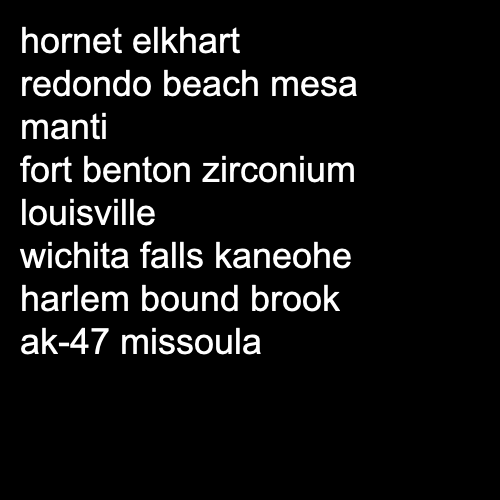 hornet elkhart
redondo beach mesa
manti
fort benton zirconium
louisville
wichita falls kaneohe
harlem bound brook
ak-47 missoula